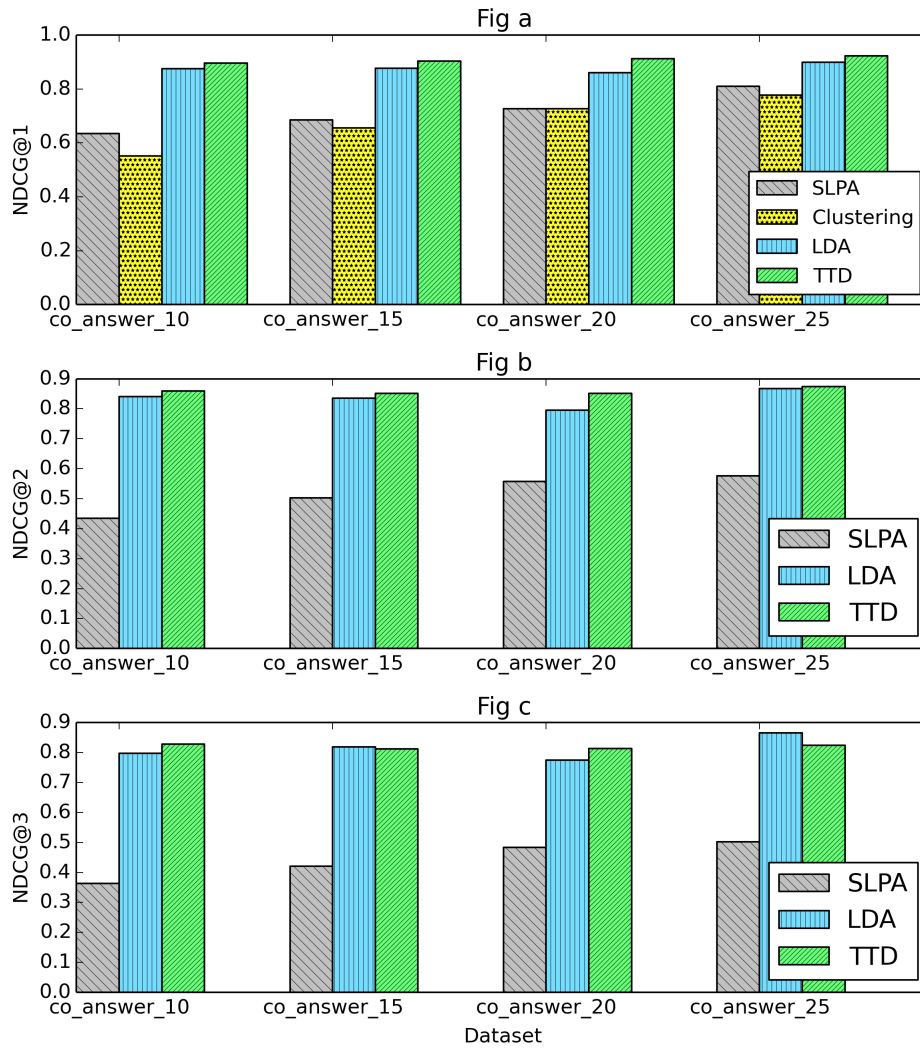 Fig a
1.0
0.8
0.6
0.4
0.2
0.0
NDCG@1
SLPA
Clustering
LDA
TTD
co_answer_10 co_answer_15 co_answer_20 co_answer_25
Fig b
0.9
0.8
0.7
0.6
0.5
0.4
0.3
0.2
0.1
0.0
NDCG@2
SLPA
LDA
TTD
co_answer_10 co_answer_15 co_answer_20 co_answer_25
Fig c
0.9
0.8
0.7
0.6
0.5
0.4
0.3
0.2
0.1
0.0
NDCG@3
SLPA
LDA
TTD
co_answer_10 co_answer_15 co_answer_20 co_answer_25
Dataset